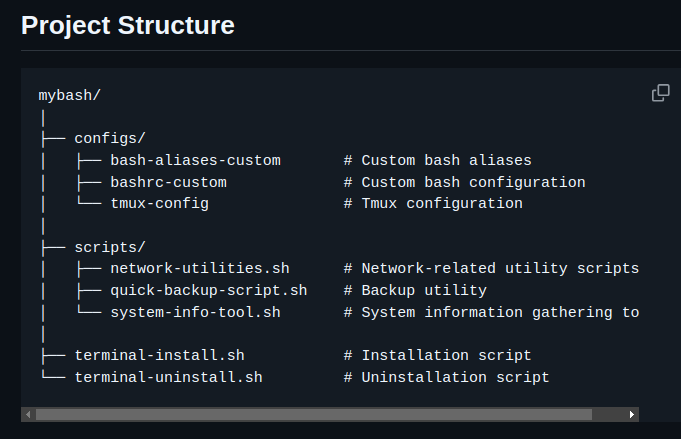 Project Structure
mybash/
│
├── configs/
│   ├── bash-aliases-custom       # Custom bash aliases
│   ├── bashrc-custom             # Custom bash configuration
│   └── tmux-config               # Tmux configuration
│
├── scripts/
│   ├── network-utilities.sh      # Network-related utility scripts
│   ├── quick-backup-script.sh    # Backup utility
│   └── system-info-tool.sh       # System information gathering to
│
├── terminal-install.sh           # Installation script
└── terminal-uninstall.sh         # Uninstallation script